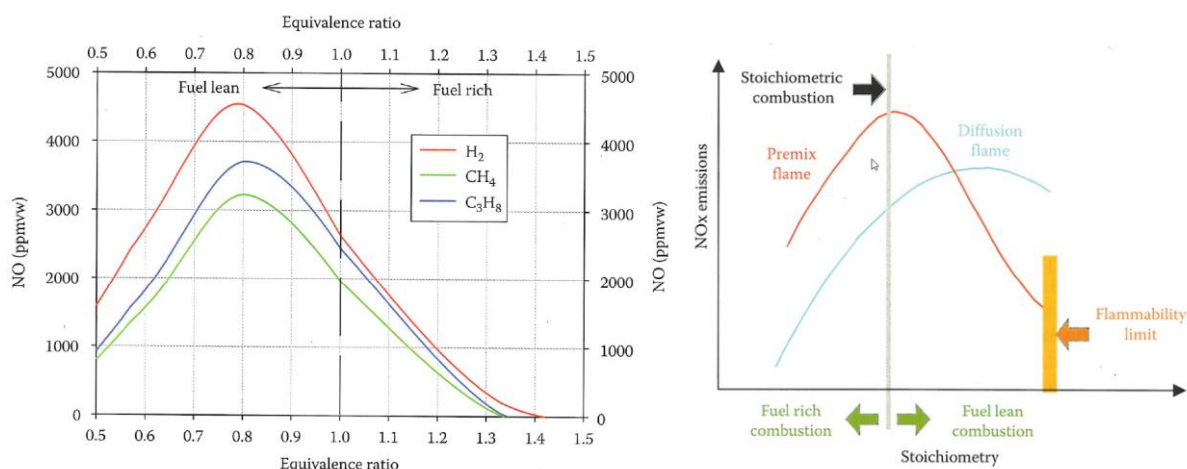 Equivalence ratio
0.5 0.6 0.7 0.8 0.9 1.0 1.1 1.2 1.3 1.4 1.5
5000
4000
3000
2000
1000
0
NO (ppmvw)
Fuel lean
Fuel rich
H₂
CH₄
C₃H₈
5000
4000
3000
2000
1000
0
NO (ppmvw)
0.5 0.6 0.7 0.8 0.9 1.0 1.1 1.2 1.3 1.4 1.5
Equivalence ratio
NOx emissions
Stoichiometric
combustion
Premix
flame
Diffusion
flame
Flammability
limit
Fuel rich
combustion
Fuel lean
combustion
Stoichiometry